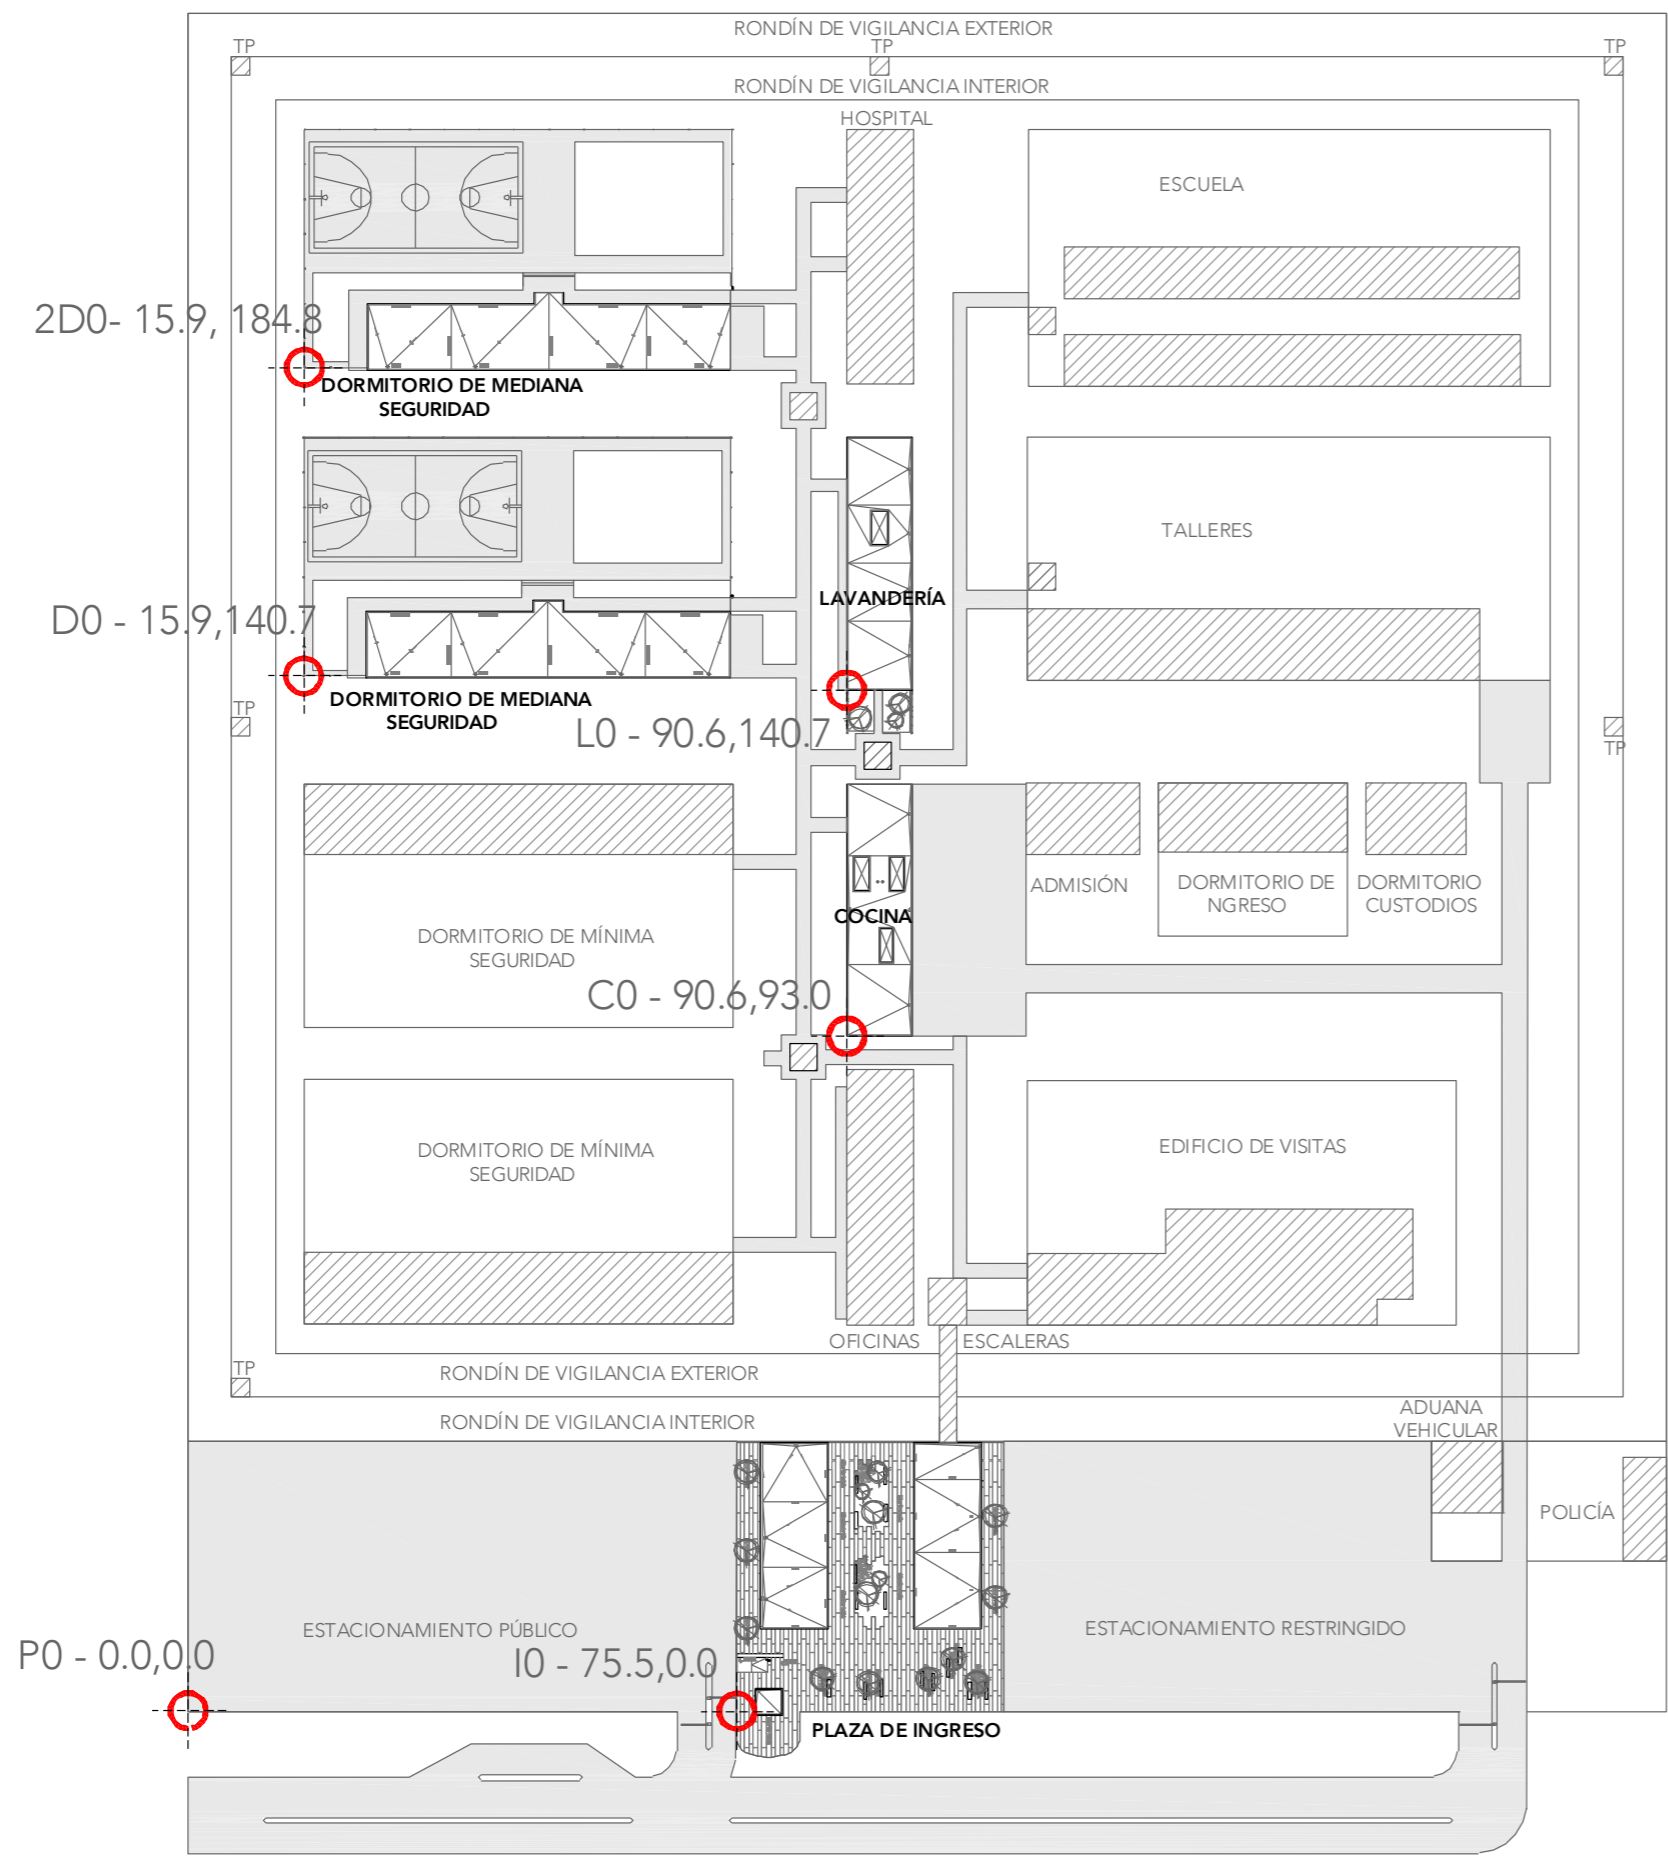 RONDÍN DE VIGILANCIA EXTERIOR
TP
TP
TP
RONDÍN DE VIGILANCIA INTERIOR
HOSPITAL
ESCUELA
2D0- 15.9, 184.8
DORMITORIO DE MEDIANA
SEGURIDAD
TALLERES
LAVANDERÍA
D0 - 15.9,140.7
DORMITORIO DE MEDIANA
SEGURIDAD
TP
L0 - 90.6,140.7
TP
ADMISIÓN
DORMITORIO DE
NGRESO
DORMITORIO
CUSTODIOS
COCINA
DORMITORIO DE MÍNIMA
SEGURIDAD
C0 - 90.6,93.0
DORMITORIO DE MÍNIMA
SEGURIDAD
EDIFICIO DE VISITAS
OFICINAS
ESCALERAS
TP
RONDÍN DE VIGILANCIA EXTERIOR
RONDÍN DE VIGILANCIA INTERIOR
ADUANA
VEHICULAR
POLICÍA
ESTACIONAMIENTO PÚBLICO
ESTACIONAMIENTO RESTRINGIDO
P0 - 0.0,0.0
I0 - 75.5,0.0
PLAZA DE INGRESO